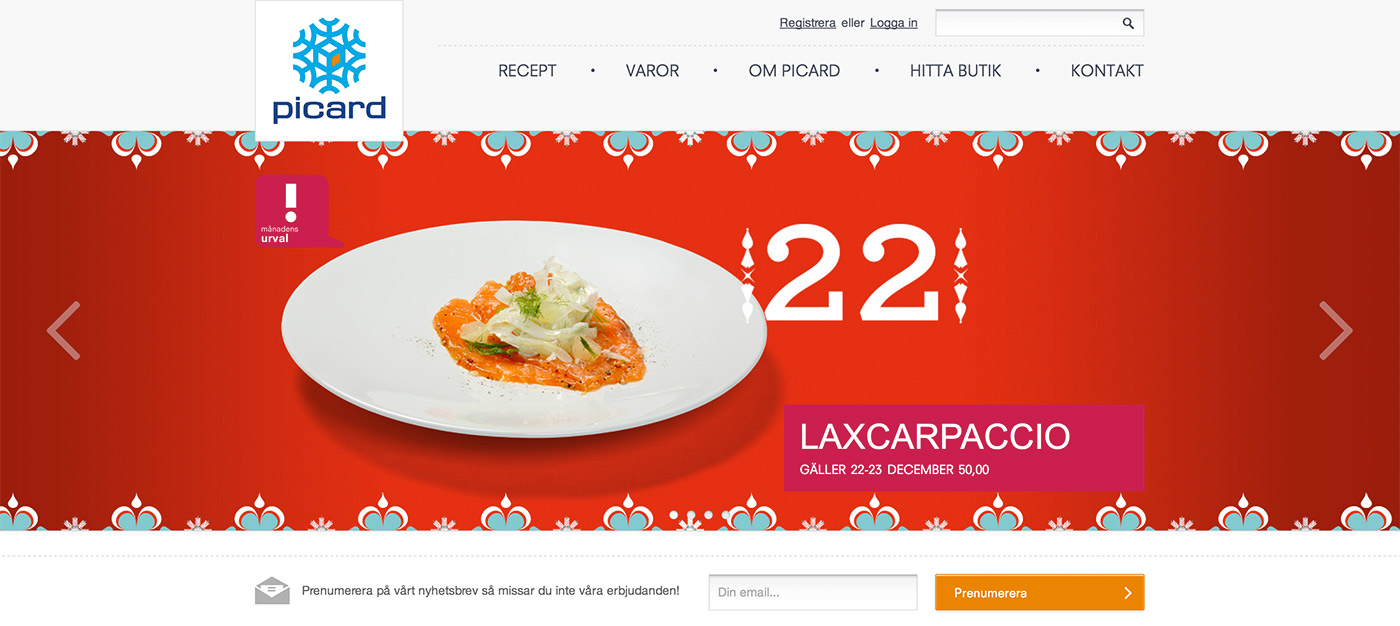 picard
Registrera eller Logga in
RECEPT • VAROR • OM PICARD • HITTA BUTIK • KONTAKT
!
månadens
urval
22
LAXCARPACCIO
GÄLLER 22-23 DECEMBER 50,00
Prenumerera på vårt nyhetsbrev så missar du inte våra erbjudanden!
Din email...
Prenumerera